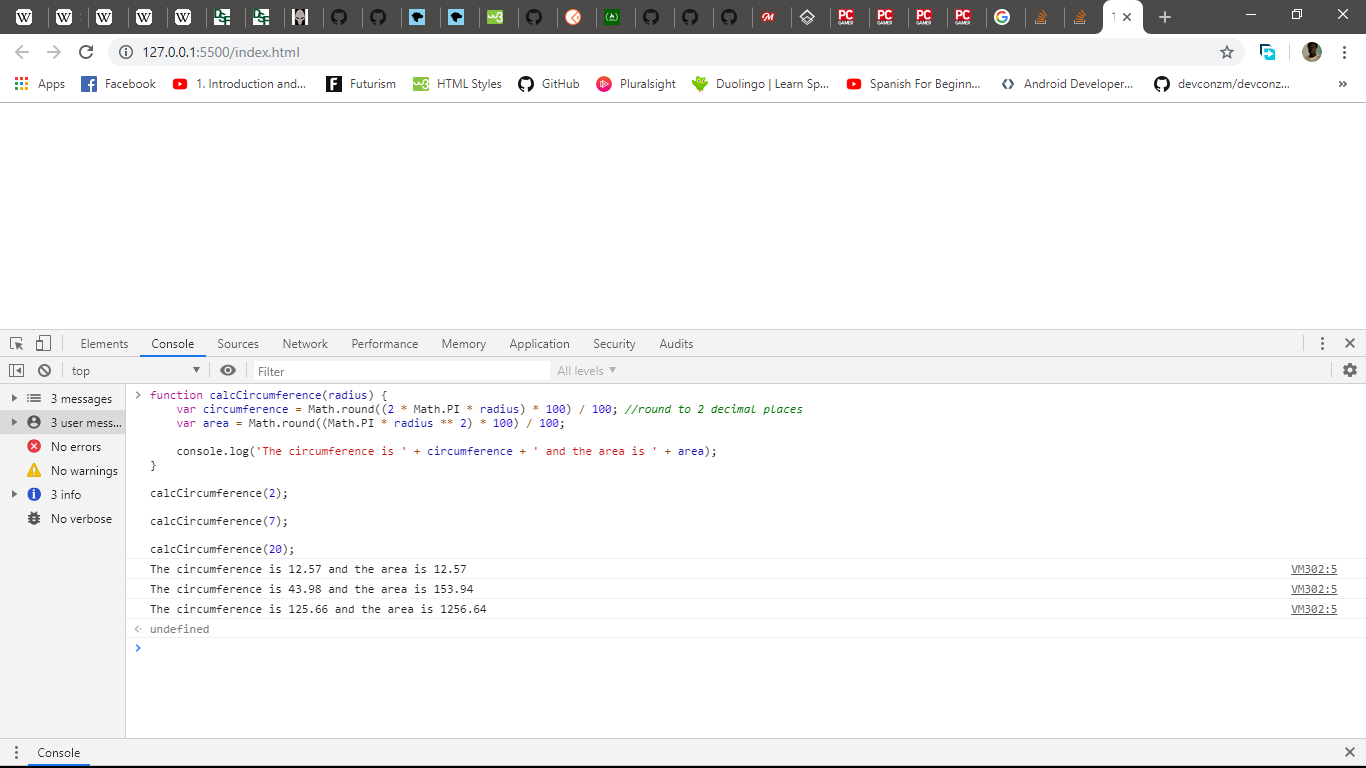 127.0.0.1:5500/index.html
Apps Facebook 1. Introduction and... Futurism HTML Styles GitHub Pluralsight Duolingo | Learn Sp... Spanish For Beginn... Android Developer... devconzm/devconz... »
Elements Console Sources Network Performance Memory Application Security Audits
top Filter All levels
3 messages
3 user mess...
No errors
No warnings
3 info
No verbose
function calcCircumference(radius) {
var circumference = Math.round((2 * Math.PI * radius) * 100) / 100; //round to 2 decimal places
var area = Math.round((Math.PI * radius ** 2) * 100) / 100;
console.log('The circumference is ' + circumference + ' and the area is ' + area);
}
calcCircumference(2);
calcCircumference(7);
calcCircumference(20);
The circumference is 12.57 and the area is 12.57 VM302:5
The circumference is 43.98 and the area is 153.94 VM302:5
The circumference is 125.66 and the area is 1256.64 VM302:5
undefined
Console